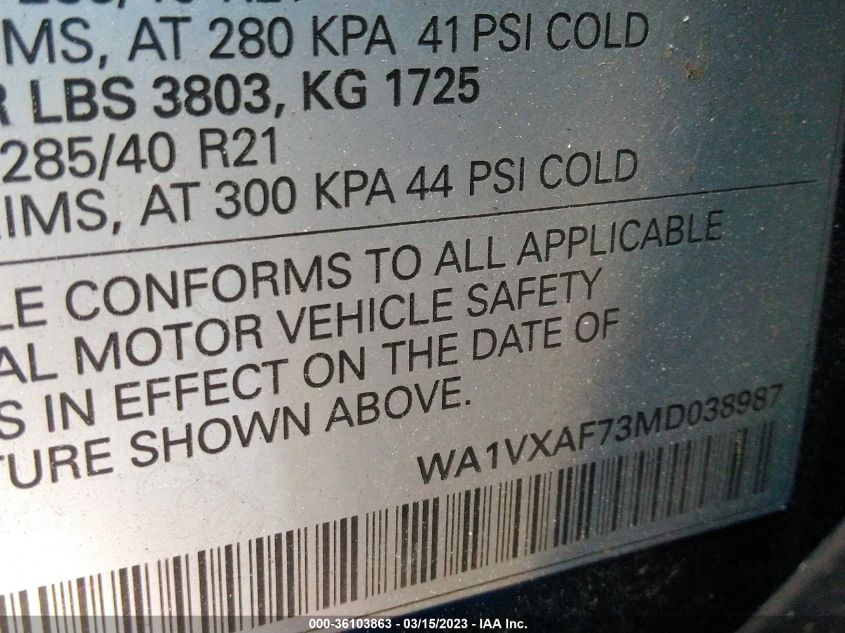 IMS, AT 280 KPA 41 PSI COLD
R LBS 3803, KG 1725
285/40 R21
IMS, AT 300 KPA 44 PSI COLD
LE CONFORMS TO ALL APPLICABLE
AL MOTOR VEHICLE SAFETY
S IN EFFECT ON THE DATE OF
TURE SHOWN ABOVE.
WA1VXAF73MD038987
000-36103863 - 03/15/2023 - IAA Inc.